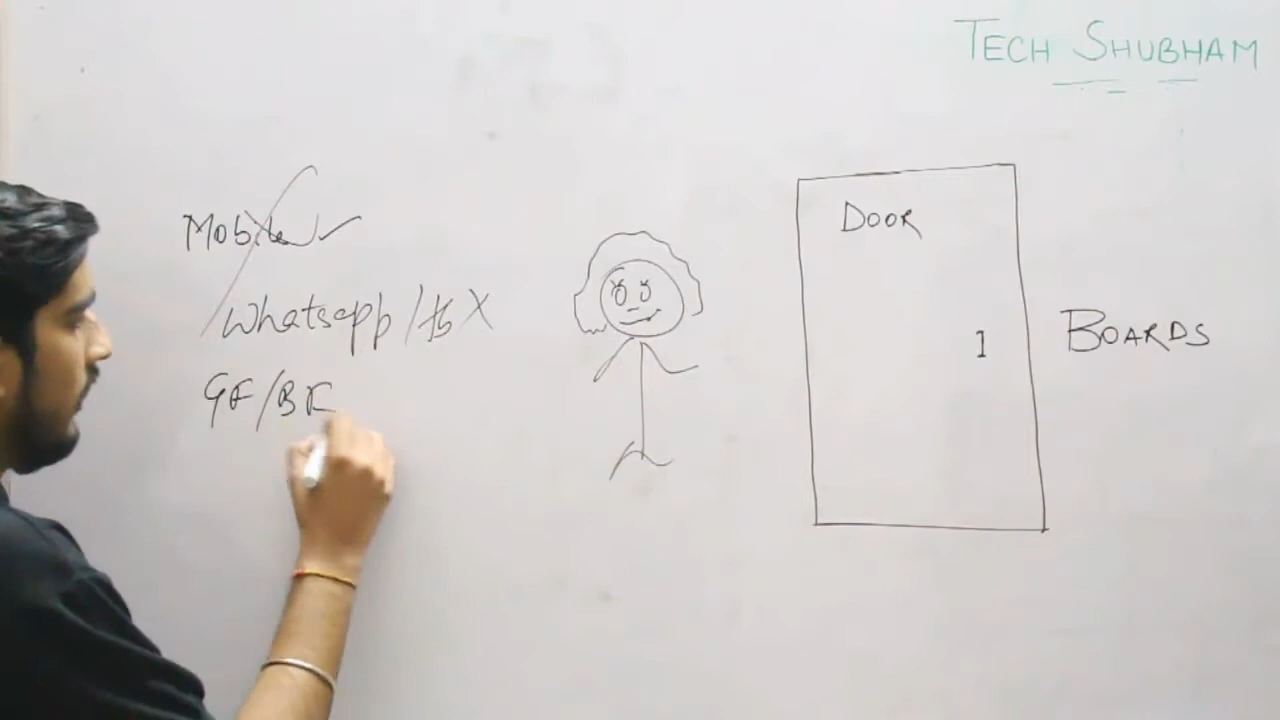 TECH SHUBHAM
Mobile
Whatsapp/fb X
GF/BF
DOOR
BOARDS